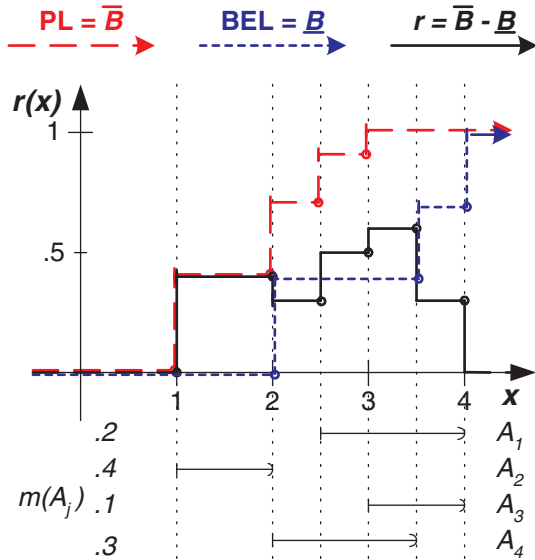 PL = B̅ BEL = B̲ r = B̅ - B̲
r(x)
1
.5
1 2 3 4 x
.2 A₁
.4 A₂
m(Aⱼ) .1 A₃
.3 A₄